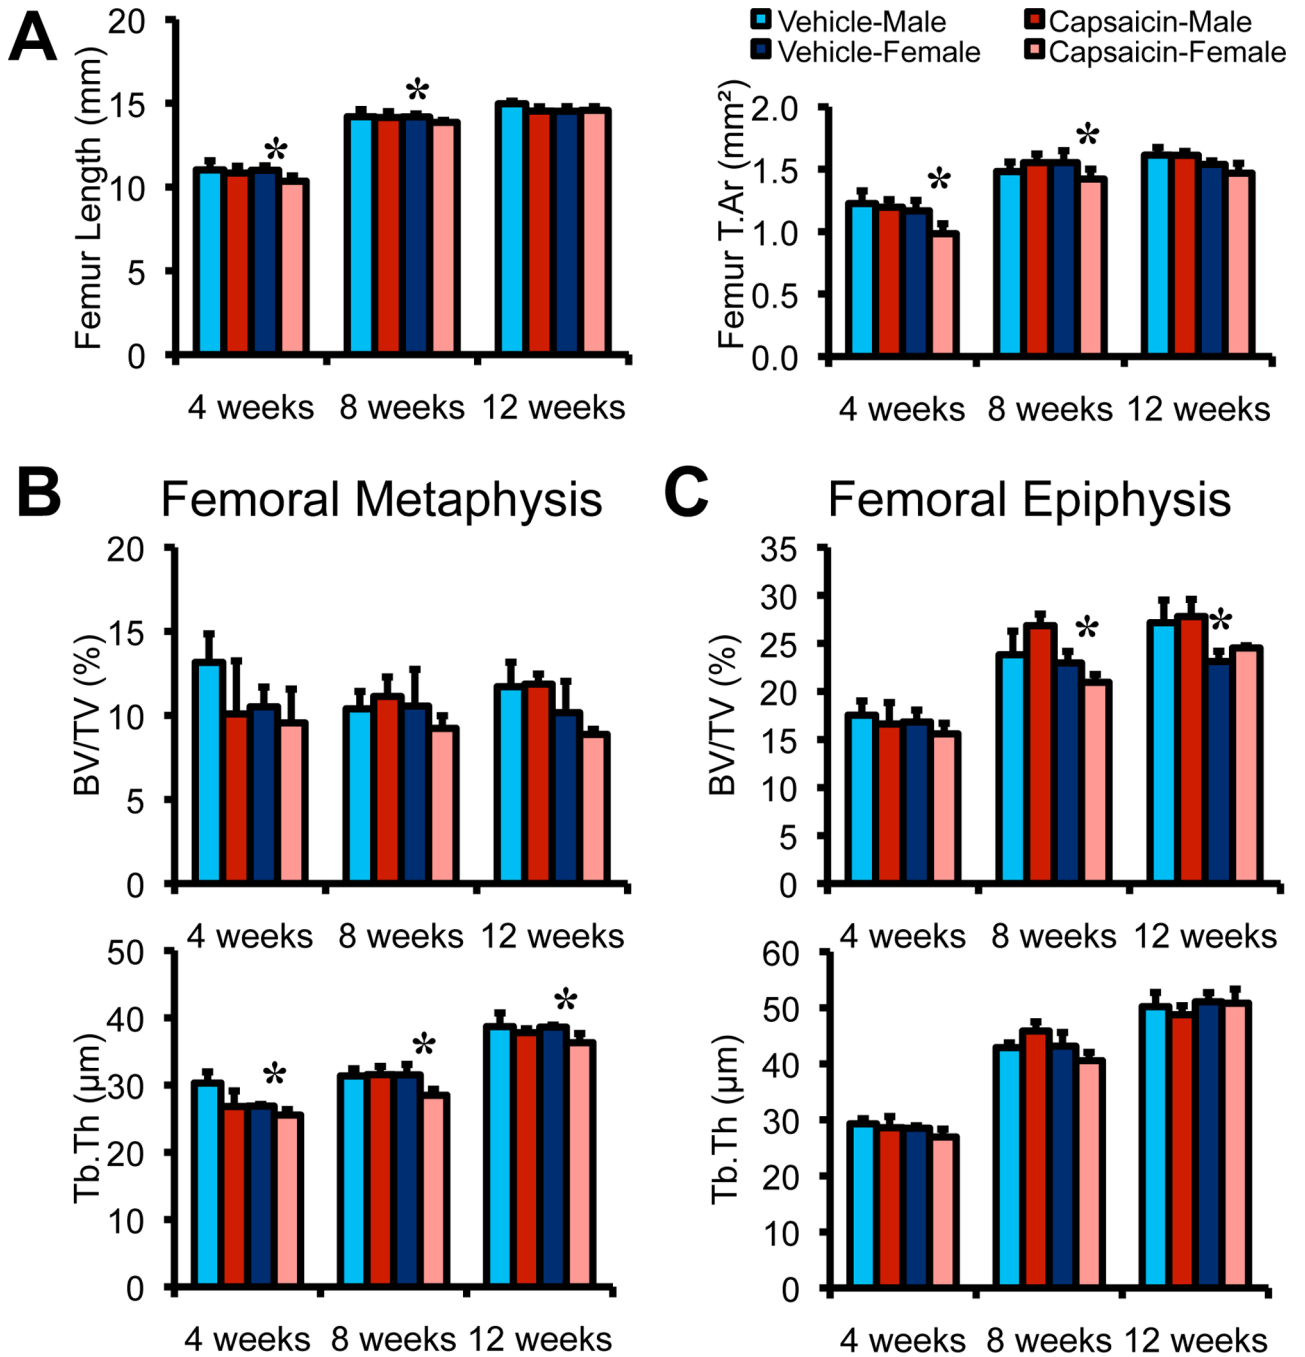 A
Vehicle-Male
Capsaicin-Male
Vehicle-Female
Capsaicin-Female
Femur Length (mm)
20
15
10
5
0
*
*
4 weeks
8 weeks
12 weeks
Femur T.Ar (mm²)
2.0
1.5
1.0
0.5
0.0
*
*
4 weeks
8 weeks
12 weeks
B
Femoral Metaphysis
BV/TV (%)
20
15
10
5
0
4 weeks
8 weeks
12 weeks
Tb.Th (µm)
50
40
30
20
10
0
*
*
*
4 weeks
8 weeks
12 weeks
C
Femoral Epiphysis
BV/TV (%)
35
30
25
20
15
10
5
0
*
*
4 weeks
8 weeks
12 weeks
Tb.Th (µm)
60
50
40
30
20
10
0
4 weeks
8 weeks
12 weeks